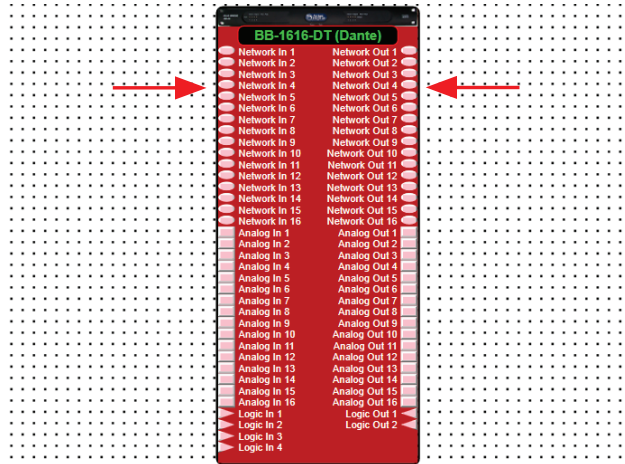 BB-1616-DT (Dante)
Network In 1 Network Out 1
Network In 2 Network Out 2
Network In 3 Network Out 3
Network In 4 Network Out 4
Network In 5 Network Out 5
Network In 6 Network Out 6
Network In 7 Network Out 7
Network In 8 Network Out 8
Network In 9 Network Out 9
Network In 10 Network Out 10
Network In 11 Network Out 11
Network In 12 Network Out 12
Network In 13 Network Out 13
Network In 14 Network Out 14
Network In 15 Network Out 15
Network In 16 Network Out 16
Analog In 1 Analog Out 1
Analog In 2 Analog Out 2
Analog In 3 Analog Out 3
Analog In 4 Analog Out 4
Analog In 5 Analog Out 5
Analog In 6 Analog Out 6
Analog In 7 Analog Out 7
Analog In 8 Analog Out 8
Analog In 9 Analog Out 9
Analog In 10 Analog Out 10
Analog In 11 Analog Out 11
Analog In 12 Analog Out 12
Analog In 13 Analog Out 13
Analog In 14 Analog Out 14
Analog In 15 Analog Out 15
Analog In 16 Analog Out 16
Logic In 1 Logic Out 1
Logic In 2 Logic Out 2
Logic In 3
Logic In 4